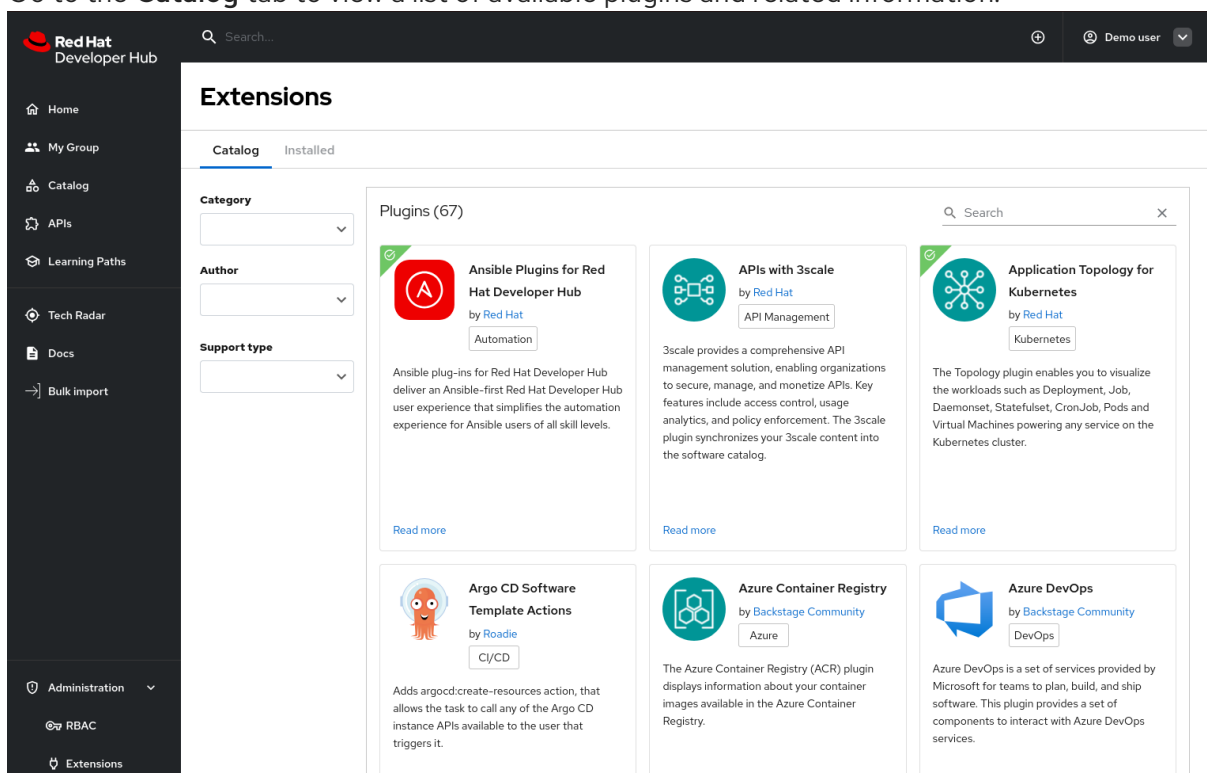 Go to the Catalog tab to view a list of available plugins and related information.
Red Hat
Developer Hub
Search...
Demo user
Home
My Group
Catalog
APIs
Learning Paths
Tech Radar
Docs
Bulk import
Administration
RBAC
Extensions
Extensions
Catalog
Installed
Category
Author
Support type
Plugins (67)
Search
Ansible Plugins for Red
Hat Developer Hub
by Red Hat
Automation
Ansible plug-ins for Red Hat Developer Hub
deliver an Ansible-first Red Hat Developer Hub
user experience that simplifies the automation
experience for Ansible users of all skill levels.
Read more
APIs with 3scale
by Red Hat
API Management
3scale provides a comprehensive API
management solution, enabling organizations
to secure, manage, and monetize APIs. Key
features include access control, usage
analytics, and policy enforcement. The 3scale
plugin synchronizes your 3scale content into
the software catalog.
Read more
Application Topology for
Kubernetes
by Red Hat
Kubernetes
The Topology plugin enables you to visualize
the workloads such as Deployment, Job,
Daemonset, Statefulset, CronJob, Pods and
Virtual Machines powering any service on the
Kubernetes cluster.
Read more
Argo CD Software
Template Actions
by Roadie
CI/CD
Adds argocd:create-resources action, that
allows the task to call any of the Argo CD
instance APIs available to the user that
triggers it.
Azure Container Registry
by Backstage Community
Azure
The Azure Container Registry (ACR) plugin
displays information about your container
images available in the Azure Container
Registry.
Azure DevOps
by Backstage Community
DevOps
Azure DevOps is a set of services provided by
Microsoft for teams to plan, build, and ship
software. This plugin provides a set of
components to interact with Azure DevOps
services.